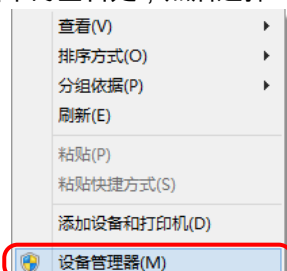 查看(V)
排序方式(O)
分组依据(P)
刷新(E)
粘贴(P)
粘贴快捷方式(S)
添加设备和打印机(D)
设备管理器(M)